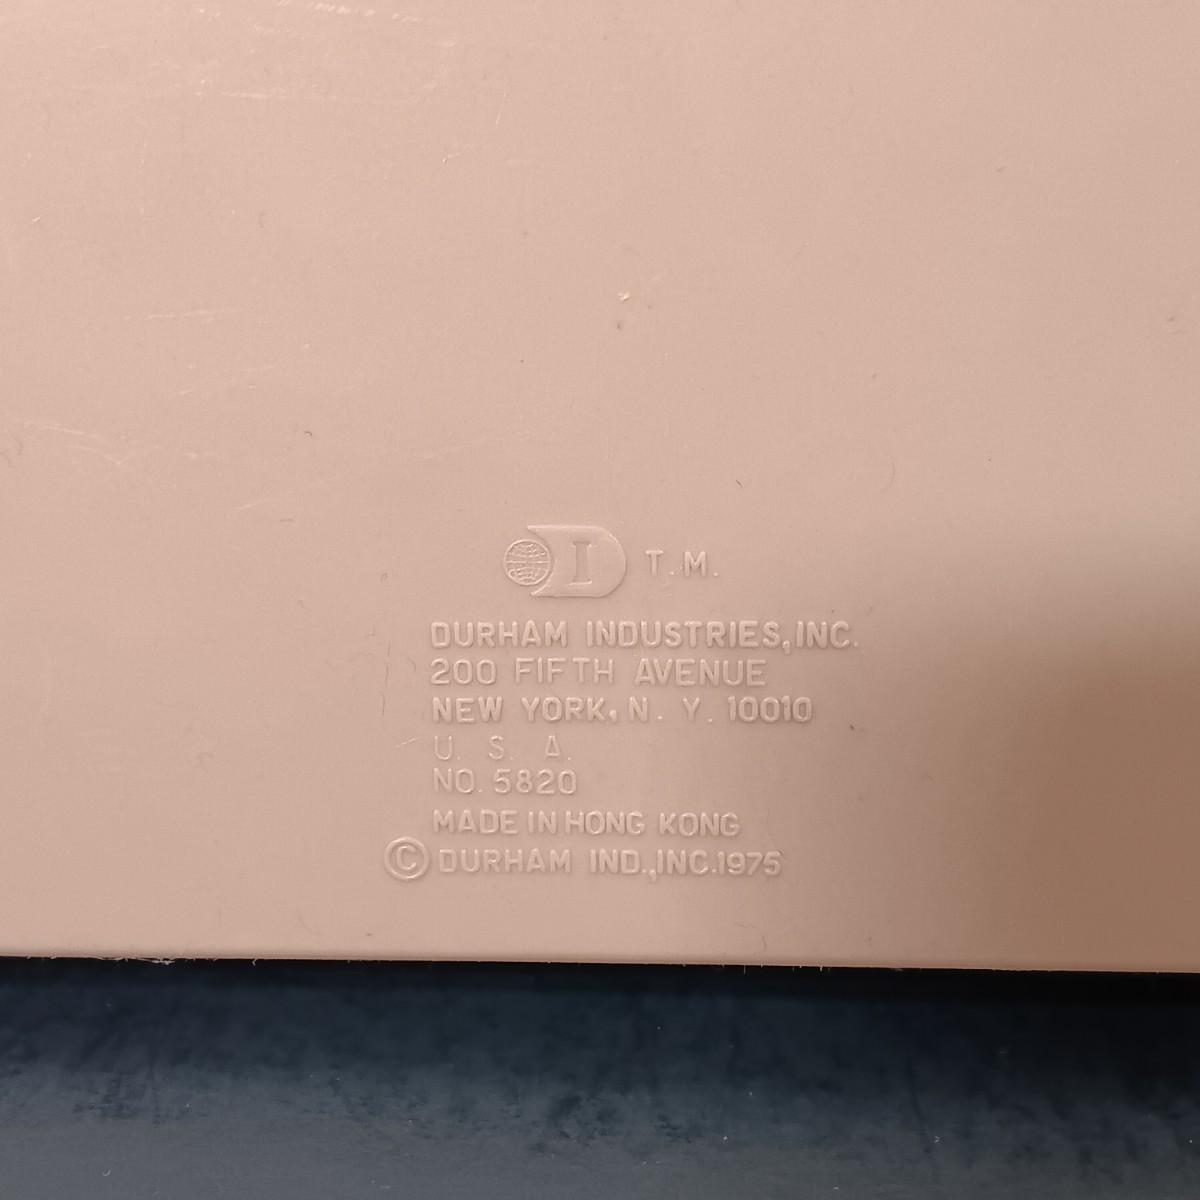 DI T.M.
DURHAM INDUSTRIES, INC.
200 FIFTH AVENUE
NEW YORK, N. Y. 10010
U. S. A.
NO. 5820
MADE IN HONG KONG
© DURHAM IND., INC. 1975